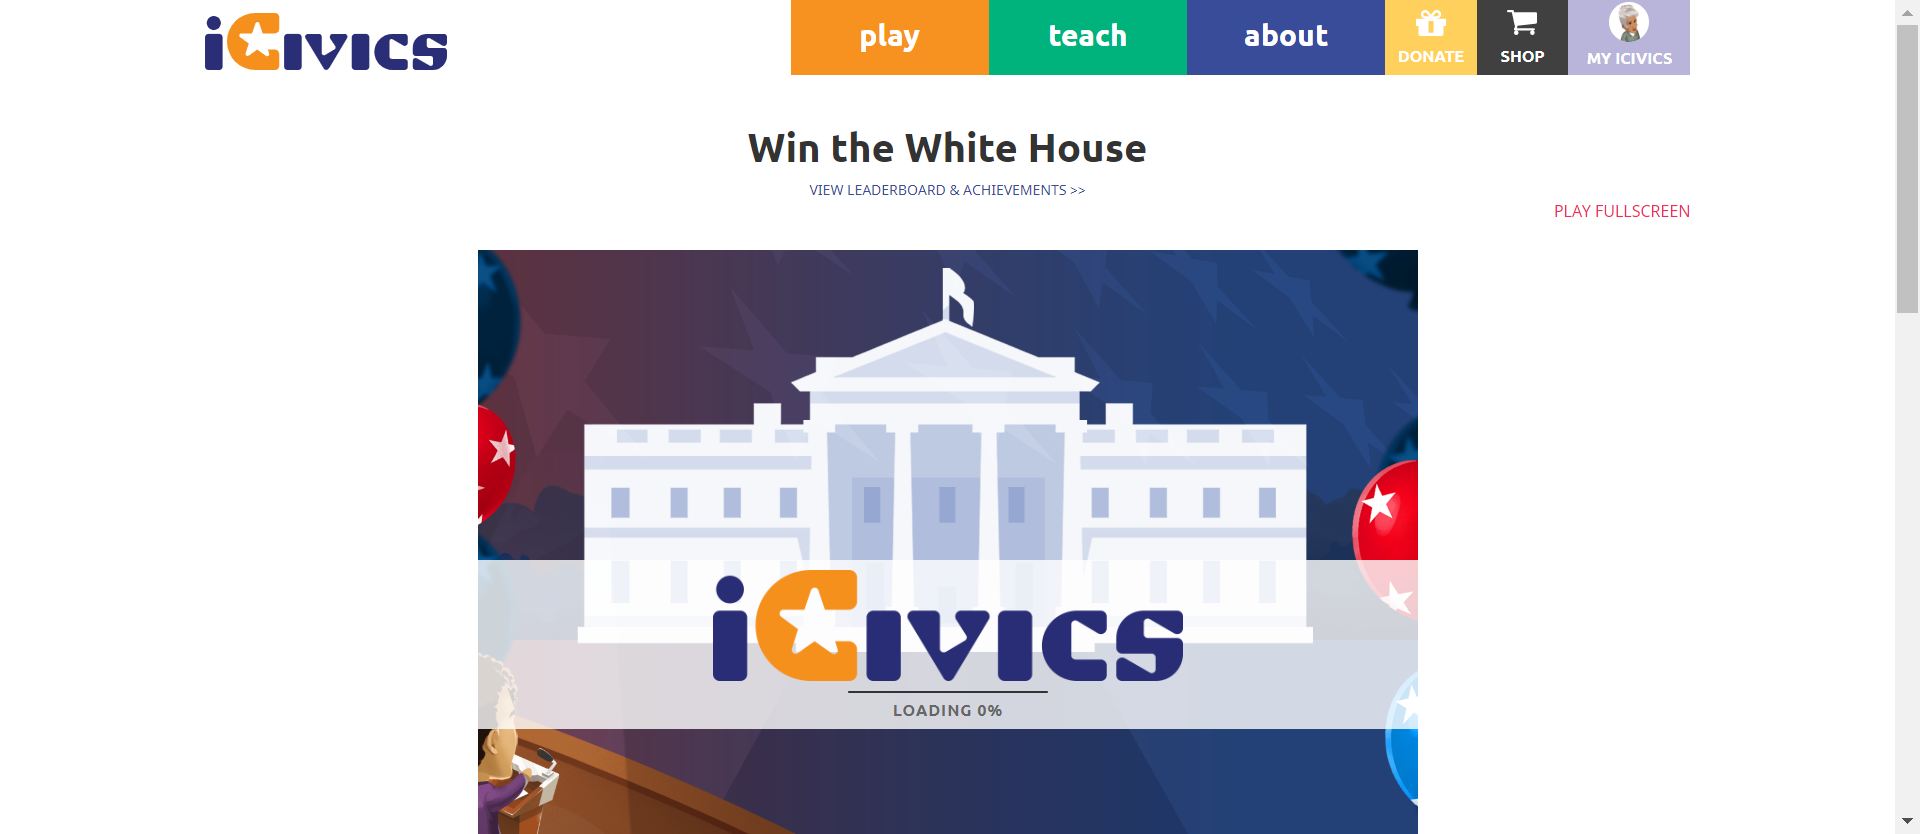 iCivics
play
teach
about
DONATE
SHOP
MY ICIVICS
Win the White House
VIEW LEADERBOARD & ACHIEVEMENTS >>
PLAY FULLSCREEN
iCivics
LOADING 0%